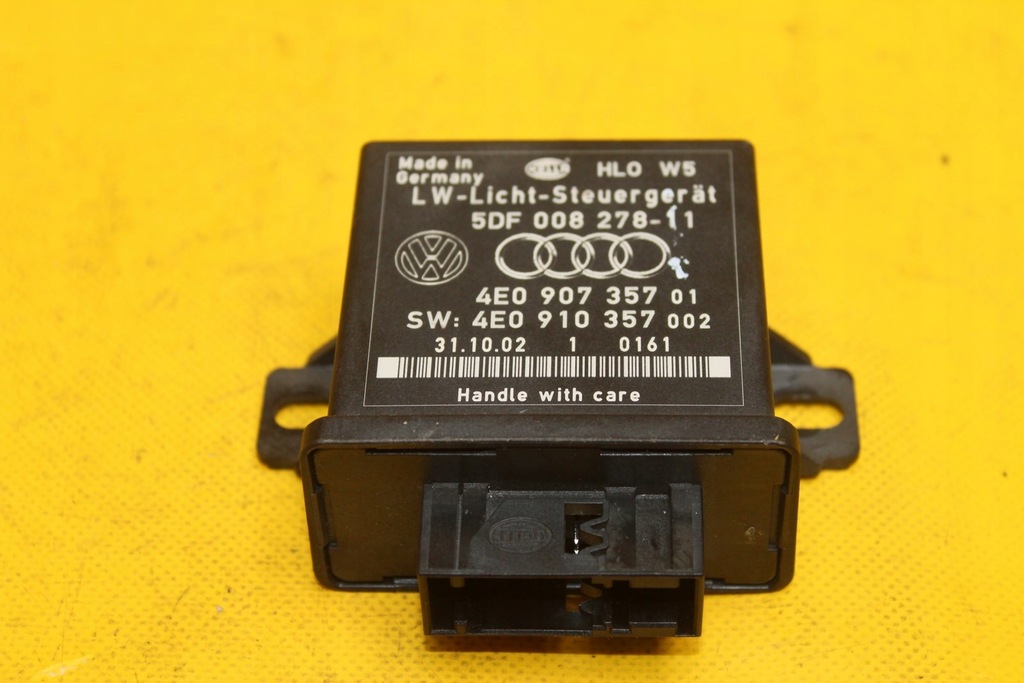 Made in
Germany
HELLA
HLO W5
LW-Licht-Steuergerät
5DF 008 278-11
4E0 907 357 01
SW: 4E0 910 357 002
31.10.02 1 0161
Handle with care